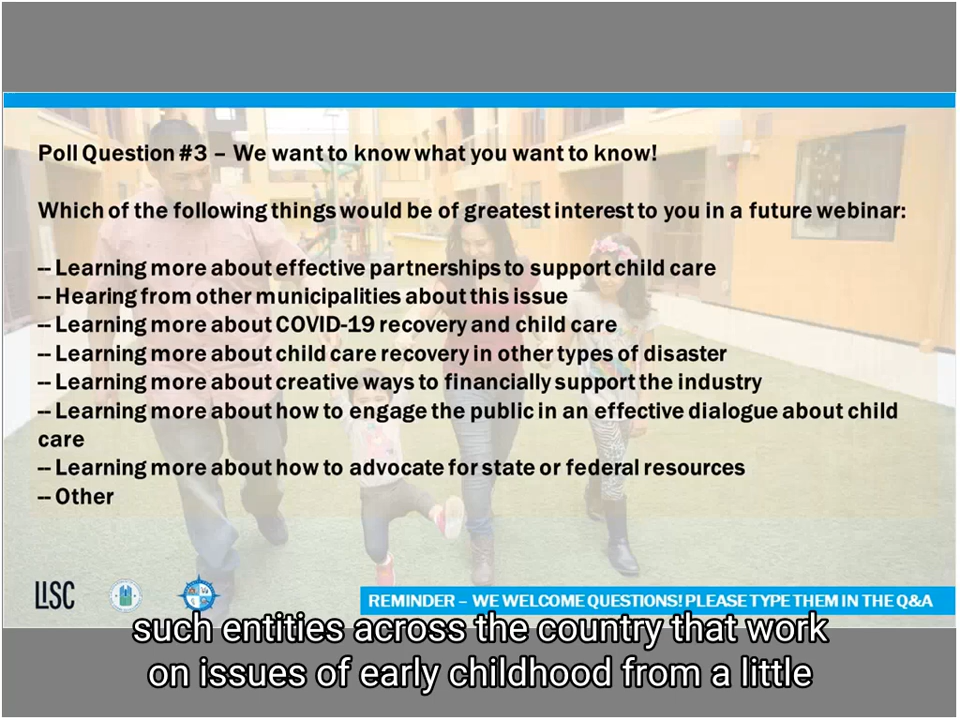 Poll Question #3 – We want to know what you want to know!
Which of the following things would be of greatest interest to you in a future webinar:
-- Learning more about effective partnerships to support child care
-- Hearing from other municipalities about this issue
-- Learning more about COVID-19 recovery and child care
-- Learning more about child care recovery in other types of disaster
-- Learning more about creative ways to financially support the industry
-- Learning more about how to engage the public in an effective dialogue about child
care
-- Learning more about how to advocate for state or federal resources
-- Other
LISC
REMINDER – WE WELCOME QUESTIONS! PLEASE TYPE THEM IN THE Q&A
such entities across the country that work
on issues of early childhood from a little